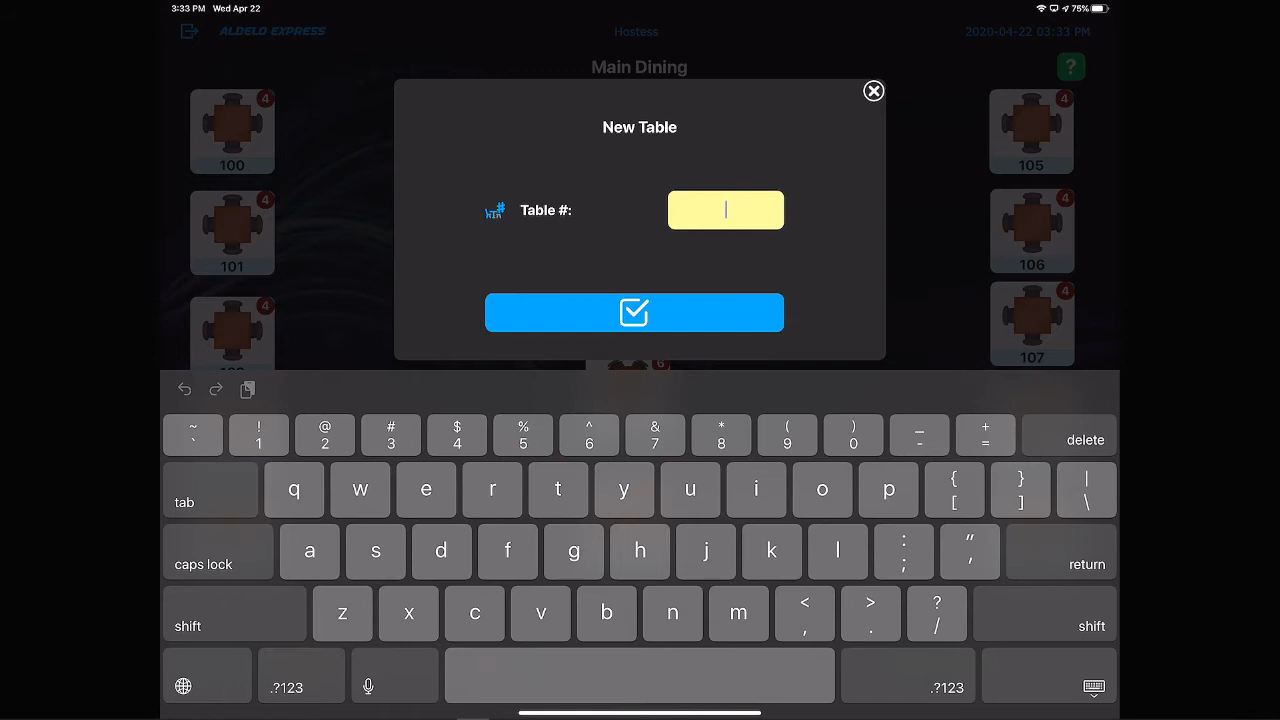 3:33 PM Wed Apr 22
75%
ALDELO EXPRESS
Hostess
2020-04-22 03:33 PM
Main Dining
?
4
100
4
101
4
4
105
4
106
4
107
6
New Table
# Table #:
~ ! @ # $ % ^ & * ( ) _ +
` 1 2 3 4 5 6 7 8 9 0 - = delete
tab q w e r t y u i o p { [ } ] | \
caps lock a s d f g h j k l : ; " ' return
shift z x c v b n m < , > . ? / shift
.?123 .?123